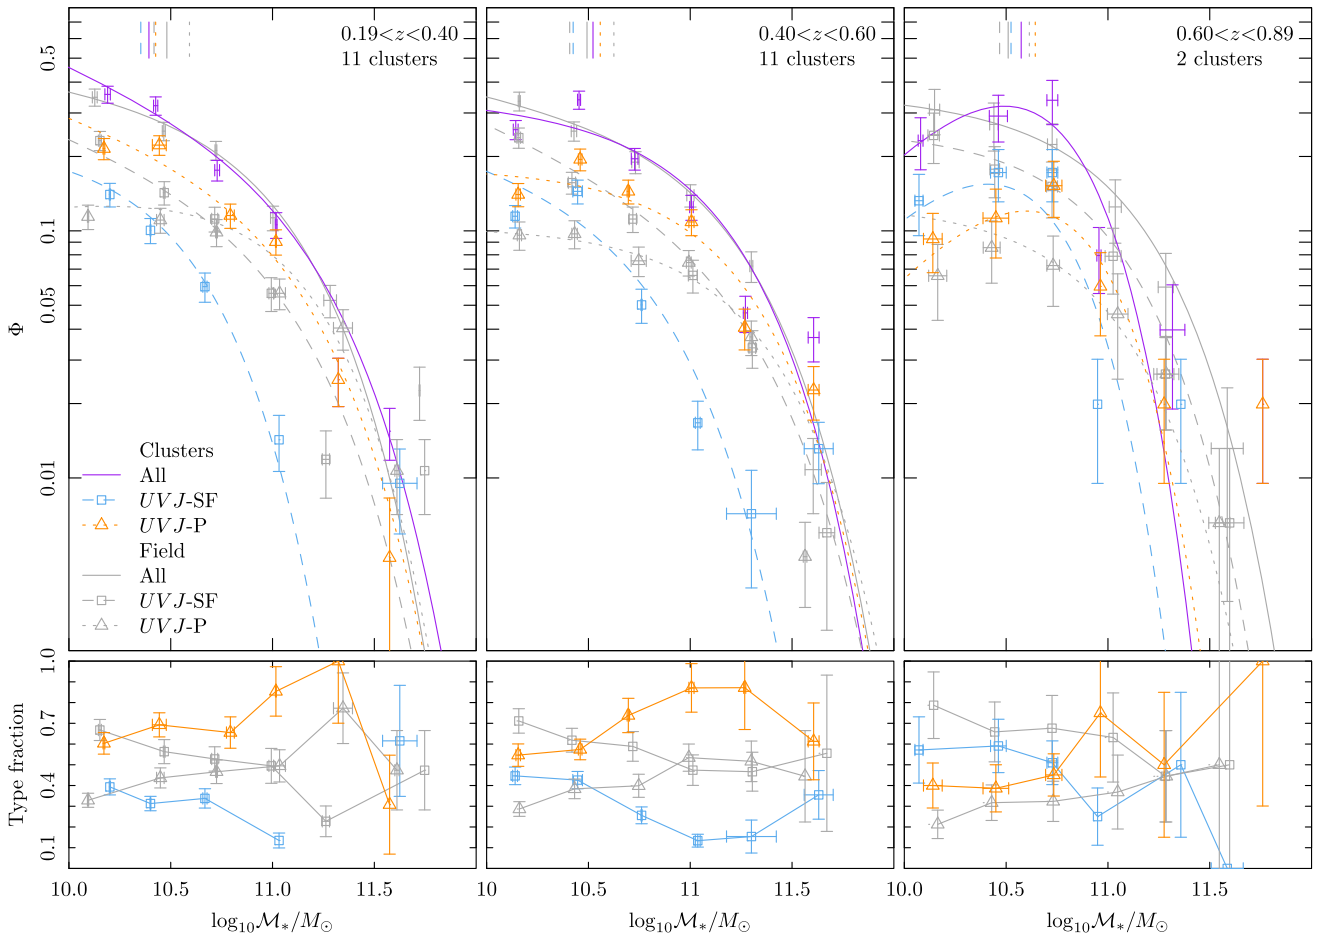 0.19<z<0.40
11 clusters
0.40<z<0.60
11 clusters
0.60<z<0.89
2 clusters
0.5
0.1
0.05
0.01
Φ
Clusters
All
UVJ-SF
UVJ-P
Field
All
UVJ-SF
UVJ-P
1.0
0.7
0.4
0.1
Type fraction
10.0 10.5 11.0 11.5
10 10.5 11 11.5
10.0 10.5 11.0 11.5
log₁₀ℳ∗/M⊙
log₁₀ℳ∗/M⊙
log₁₀ℳ∗/M⊙